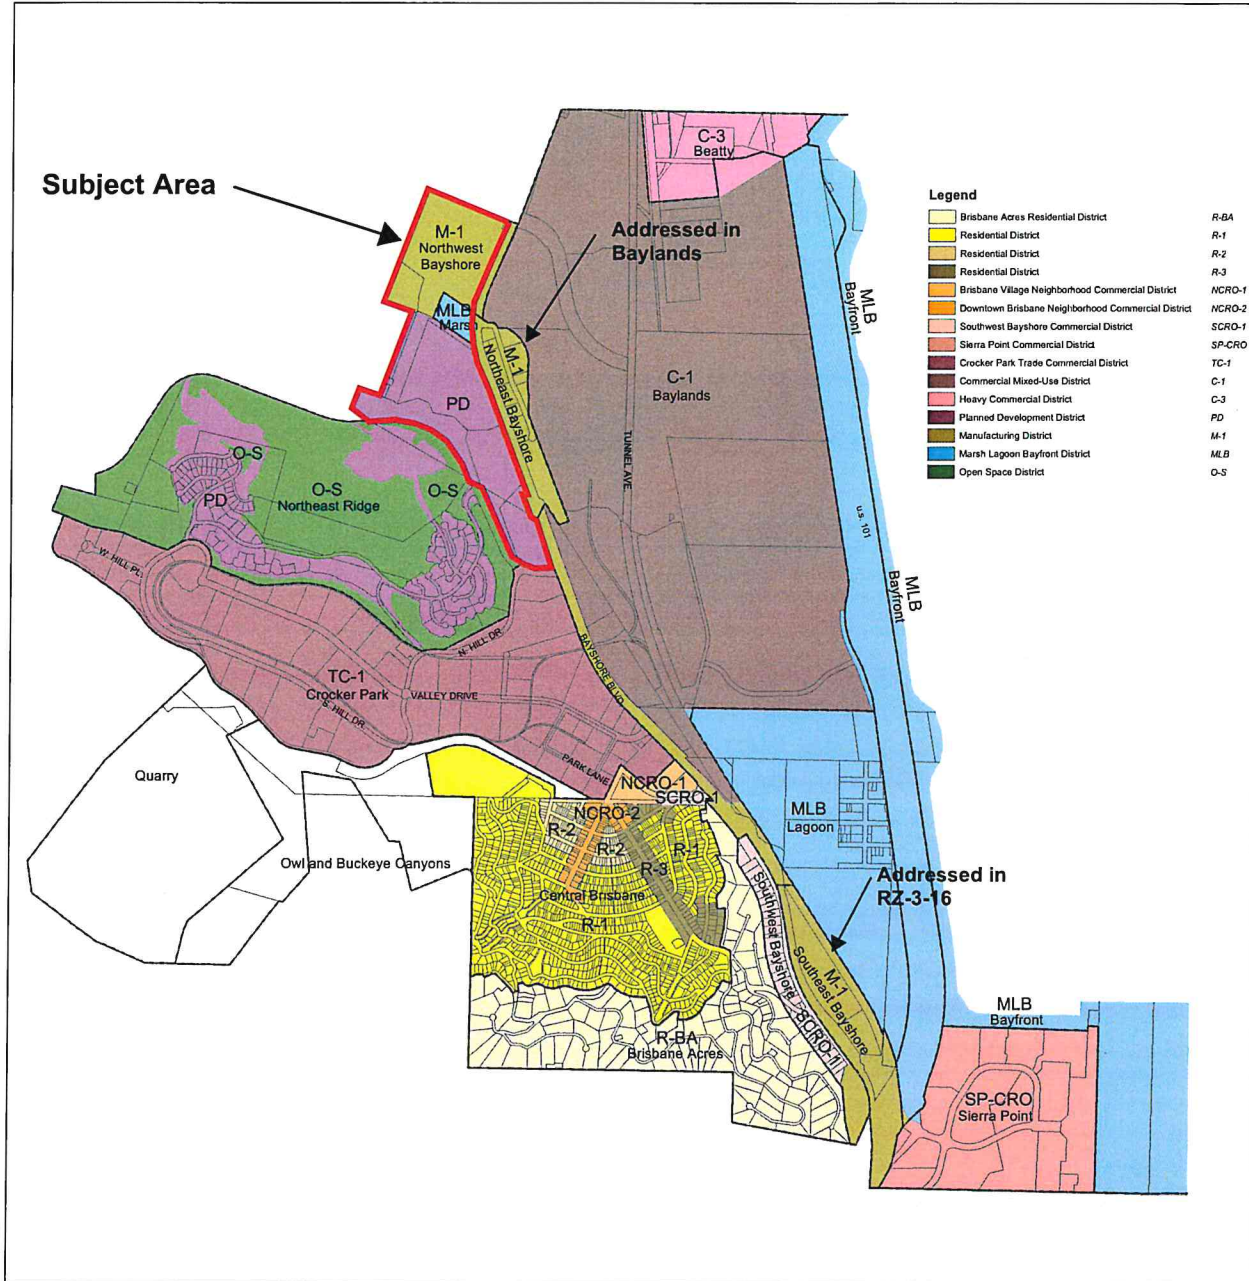 C-3
Beatty
Subject Area
Legend
Brisbane Acres Residential District R-BA
Residential District R-1
Residential District R-2
Residential District R-3
Brisbane Village Neighborhood Commercial District NCRO-1
Downtown Brisbane Neighborhood Commercial District NCRO-2
Southwest Bayshore Commercial District SCRO-1
Sierra Point Commercial District SP-CRO
Crocker Park Trade Commercial District TC-1
Commercial Mixed-Use District C-1
Heavy Commercial District C-3
Planned Development District PD
Manufacturing District M-1
Marsh Lagoon Bayfront District MLB
Open Space District O-S
M-1
Northwest
Bayshore
Addressed in
Baylands
MLB
Bayfront
MLB
Marsh
M-1
Northeast Bayshore
C-1
Baylands
PD
TUNNEL AVE
O-S
O-S
Northeast Ridge
O-S
PD
U.S. 101
MLB
Bayfront
W. HILL PL
N. HILL DR
BAYSHORE BLVD
TC-1
Crocker Park
VALLEY DRIVE
S. HILL DR
PARK LANE
Quarry
NCRO-1
SCRO-1
NCRO-2
R-2
R-2
R-1
R-3
MLB
Lagoon
Owl and Buckeye Canyons
Central Brisbane
R-1
Addressed in
RZ-3-16
Southwest Bayshore
SCRO-1
M-1
Southeast Bayshore
MLB
Bayfront
R-BA
Brisbane Acres
SP-CRO
Sierra Point